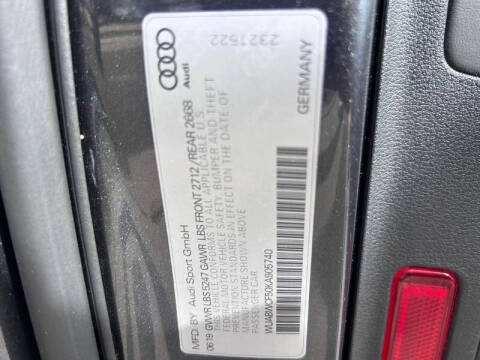 2321522
Audi
GERMANY
MFD. BY Audi Sport GmbH
06 19 GVWR LBS 5247 GAWR LBS FRONT 2712 / REAR 2668
THIS VEHICLE CONFORMS TO ALL APPLICABLE U.S.
FEDERAL MOTOR VEHICLE SAFETY, BUMPER AND THEFT
PREVENTION STANDARDS IN EFFECT ON THE DATE OF
MANUFACTURE SHOWN ABOVE
PASSENGER CAR
WUABWCF50KA905740